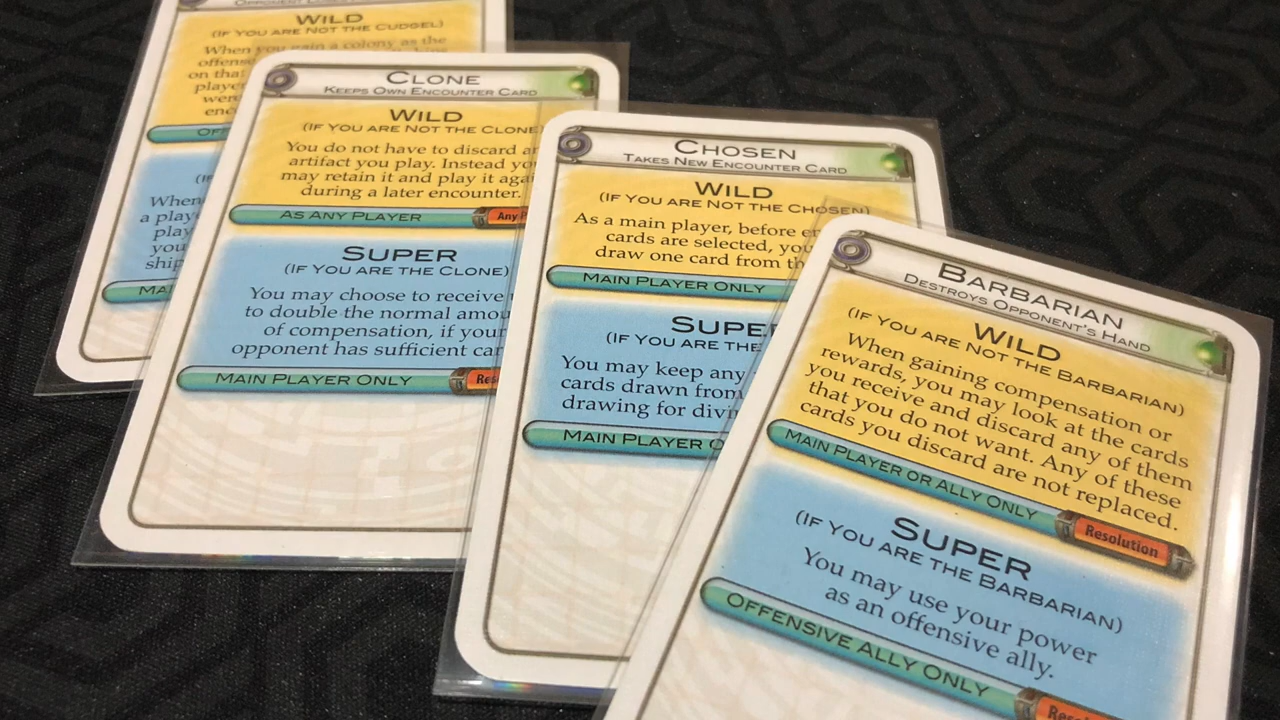 WILD
(IF YOU ARE NOT THE CUDGEL)
When you gain a colony as the
offense
on that
player
were
OF
When
a play
play
you
ship
MA
CLONE
KEEPS OWN ENCOUNTER CARD
WILD
(IF YOU ARE NOT THE CLONE
You do not have to discard an
artifact you play. Instead yo
may retain it and play it aga
during a later encounter.
AS ANY PLAYER
Any P
SUPER
(IF YOU ARE THE CLONE)
You may choose to receive
to double the normal amou
of compensation, if your
opponent has sufficient car
MAIN PLAYER ONLY
Res
CHOSEN
TAKES NEW ENCOUNTER CARD
WILD
(IF YOU ARE NOT THE CHOSEN)
As a main player, before en
cards are selected, you
draw one card from th
MAIN PLAYER ONLY
SUPER
(IF YOU ARE THE
You may keep any
cards drawn from
drawing for divi
MAIN PLAYER O
BARBARIAN
DESTROYS OPPONENT'S HAND
WILD
(IF YOU ARE NOT THE BARBARIAN)
When gaining compensation or
rewards, you may look at the cards
you receive and discard any of them
that you do not want. Any of these
cards you discard are not replaced.
MAIN PLAYER OR ALLY ONLY
Resolution
SUPER
(IF YOU ARE THE BARBARIAN)
You may use your power
as an offensive ally.
OFFENSIVE ALLY ONLY
Reso